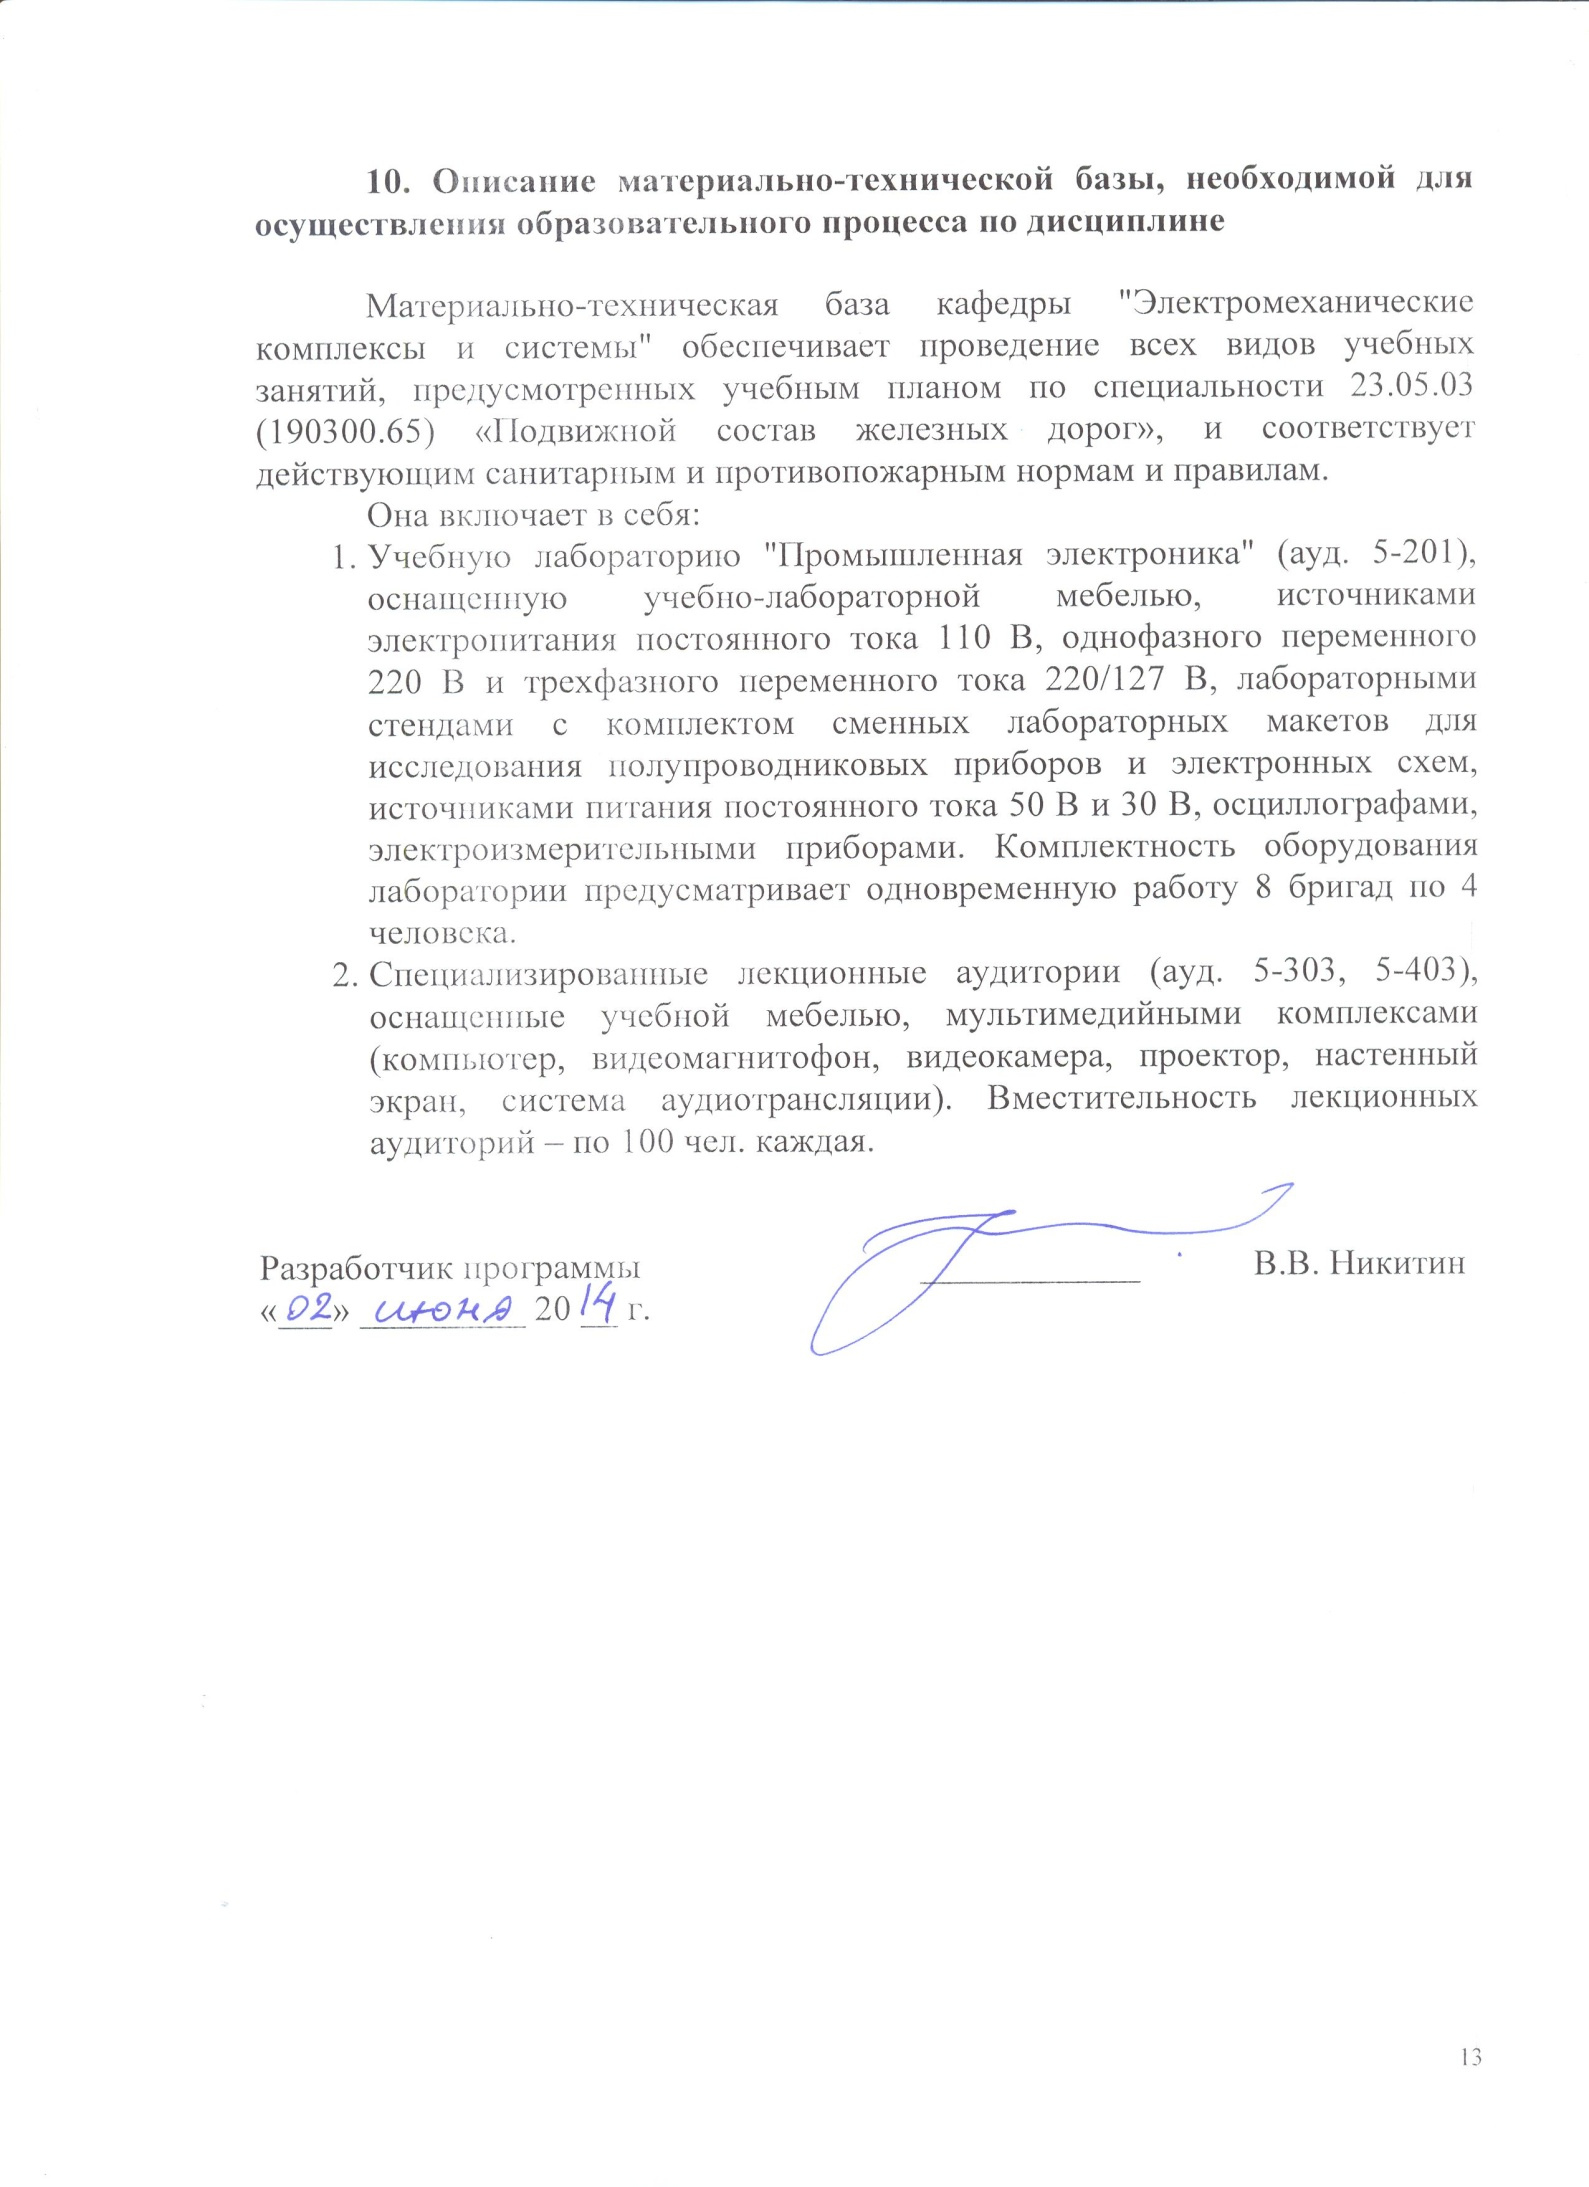 10. Описание материально-технической базы, необходимой для
осуществления образовательного процесса по дисциплине
Материально-техническая база кафедры "Электромеханические
комплексы и системы" обеспечивает проведение всех видов учебных
занятий, предусмотренных учебным планом по специальности 23.05.03
(190300.65) «Подвижной состав железных дорог», и соответствует
действующим санитарным и противопожарным нормам и правилам.
Она включает в себя:
1. Учебную лабораторию "Промышленная электроника" (ауд. 5-201),
оснащенную учебно-лабораторной мебелью, источниками
электропитания постоянного тока 110 В, однофазного переменного
220 В и трехфазного переменного тока 220/127 В, лабораторными
стендами с комплектом сменных лабораторных макетов для
исследования полупроводниковых приборов и электронных схем,
источниками питания постоянного тока 50 В и 30 В, осциллографами,
электроизмерительными приборами. Комплектность оборудования
лаборатории предусматривает одновременную работу 8 бригад по 4
человека.
2. Специализированные лекционные аудитории (ауд. 5-303, 5-403),
оснащенные учебной мебелью, мультимедийными комплексами
(компьютер, видеомагнитофон, видеокамера, проектор, настенный
экран, система аудиотрансляции). Вместительность лекционных
аудиторий – по 100 чел. каждая.
Разработчик программы В.В. Никитин
«02» июня 2014 г.
13